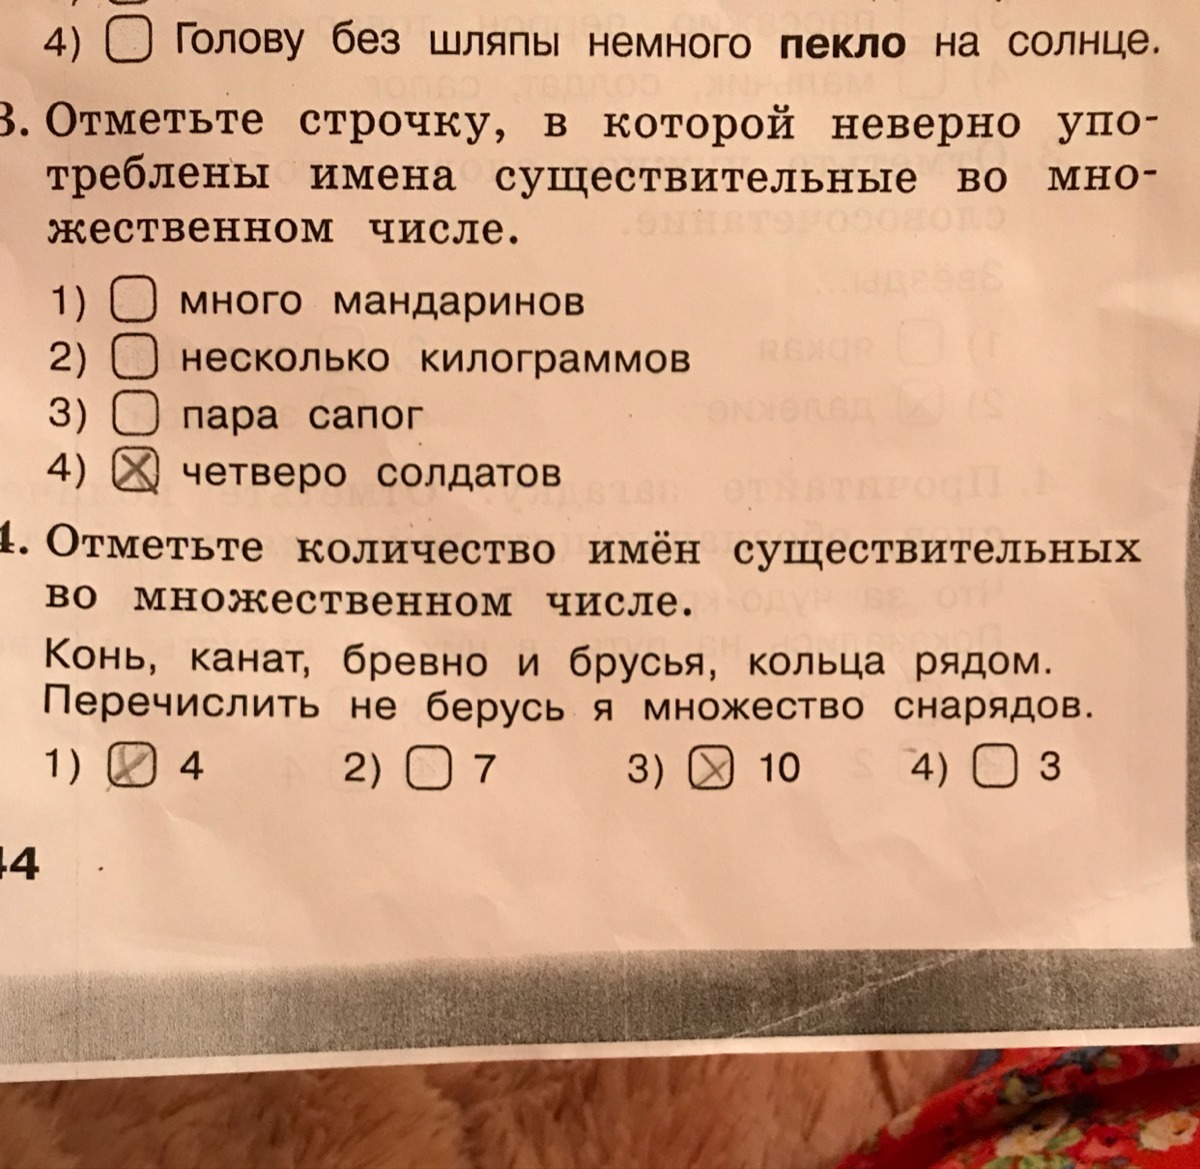 4) Голову без шляпы немного пекло на солнце.
3. Отметьте строчку, в которой неверно упо-
треблены имена существительные во мно-
жественном числе.
1) много мандаринов
2) несколько килограммов
3) пара сапог
4) четверо солдатов
4. Отметьте количество имён существительных
во множественном числе.
Конь, канат, бревно и брусья, кольца рядом.
Перечислить не берусь я множество снарядов.
1) 4 2) 7 3) 10 4) 3
44